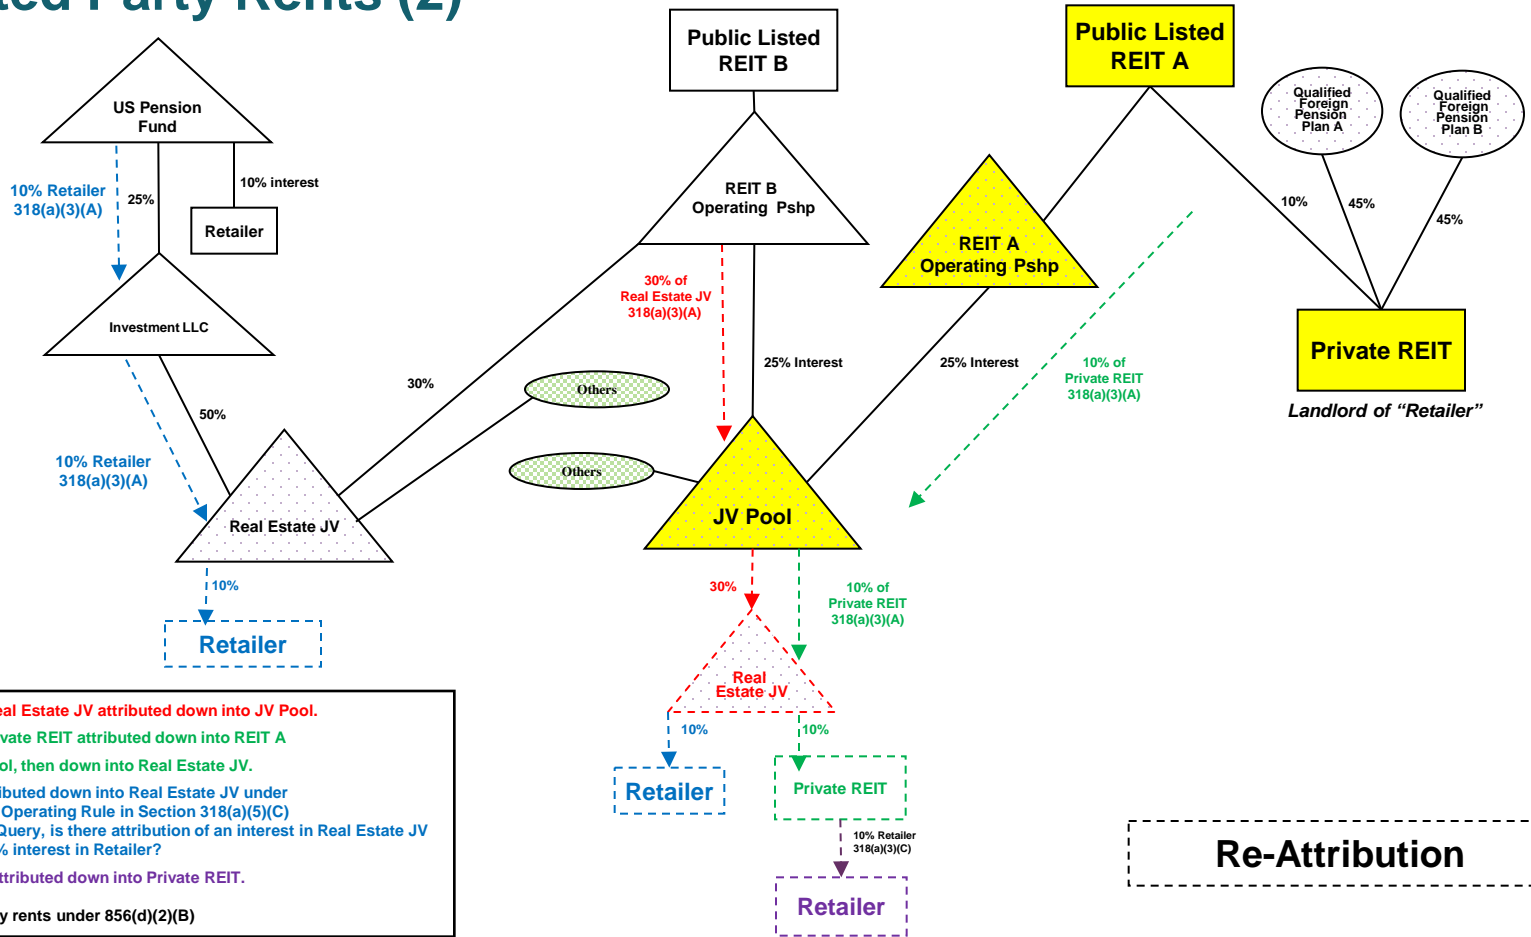 ted Party Rents (2)
Public Listed
REIT B
Public Listed
REIT A
US Pension
Fund
Qualified
Foreign
Pension
Plan A
Qualified
Foreign
Pension
Plan B
10% Retailer
318(a)(3)(A)
25%
10% interest
Retailer
REIT B
Operating Pshp
REIT A
Operating Pshp
10%
45%
45%
Investment LLC
30% of
Real Estate JV
318(a)(3)(A)
25% Interest
25% Interest
10% of
Private REIT
318(a)(3)(A)
Private REIT
Landlord of “Retailer”
30%
50%
Others
Others
10% Retailer
318(a)(3)(A)
Real Estate JV
JV Pool
10%
Retailer
30%
10% of
Private REIT
318(a)(3)(A)
Real
Estate JV
10%
10%
Retailer
Private REIT
10% Retailer
318(a)(3)(C)
Retailer
eal Estate JV attributed down into JV Pool.
vate REIT attributed down into REIT A
ol, then down into Real Estate JV.
ibuted down into Real Estate JV under
Operating Rule in Section 318(a)(5)(C)
Query, is there attribution of an interest in Real Estate JV
% interest in Retailer?
ttributed down into Private REIT.
y rents under 856(d)(2)(B)
Re-Attribution